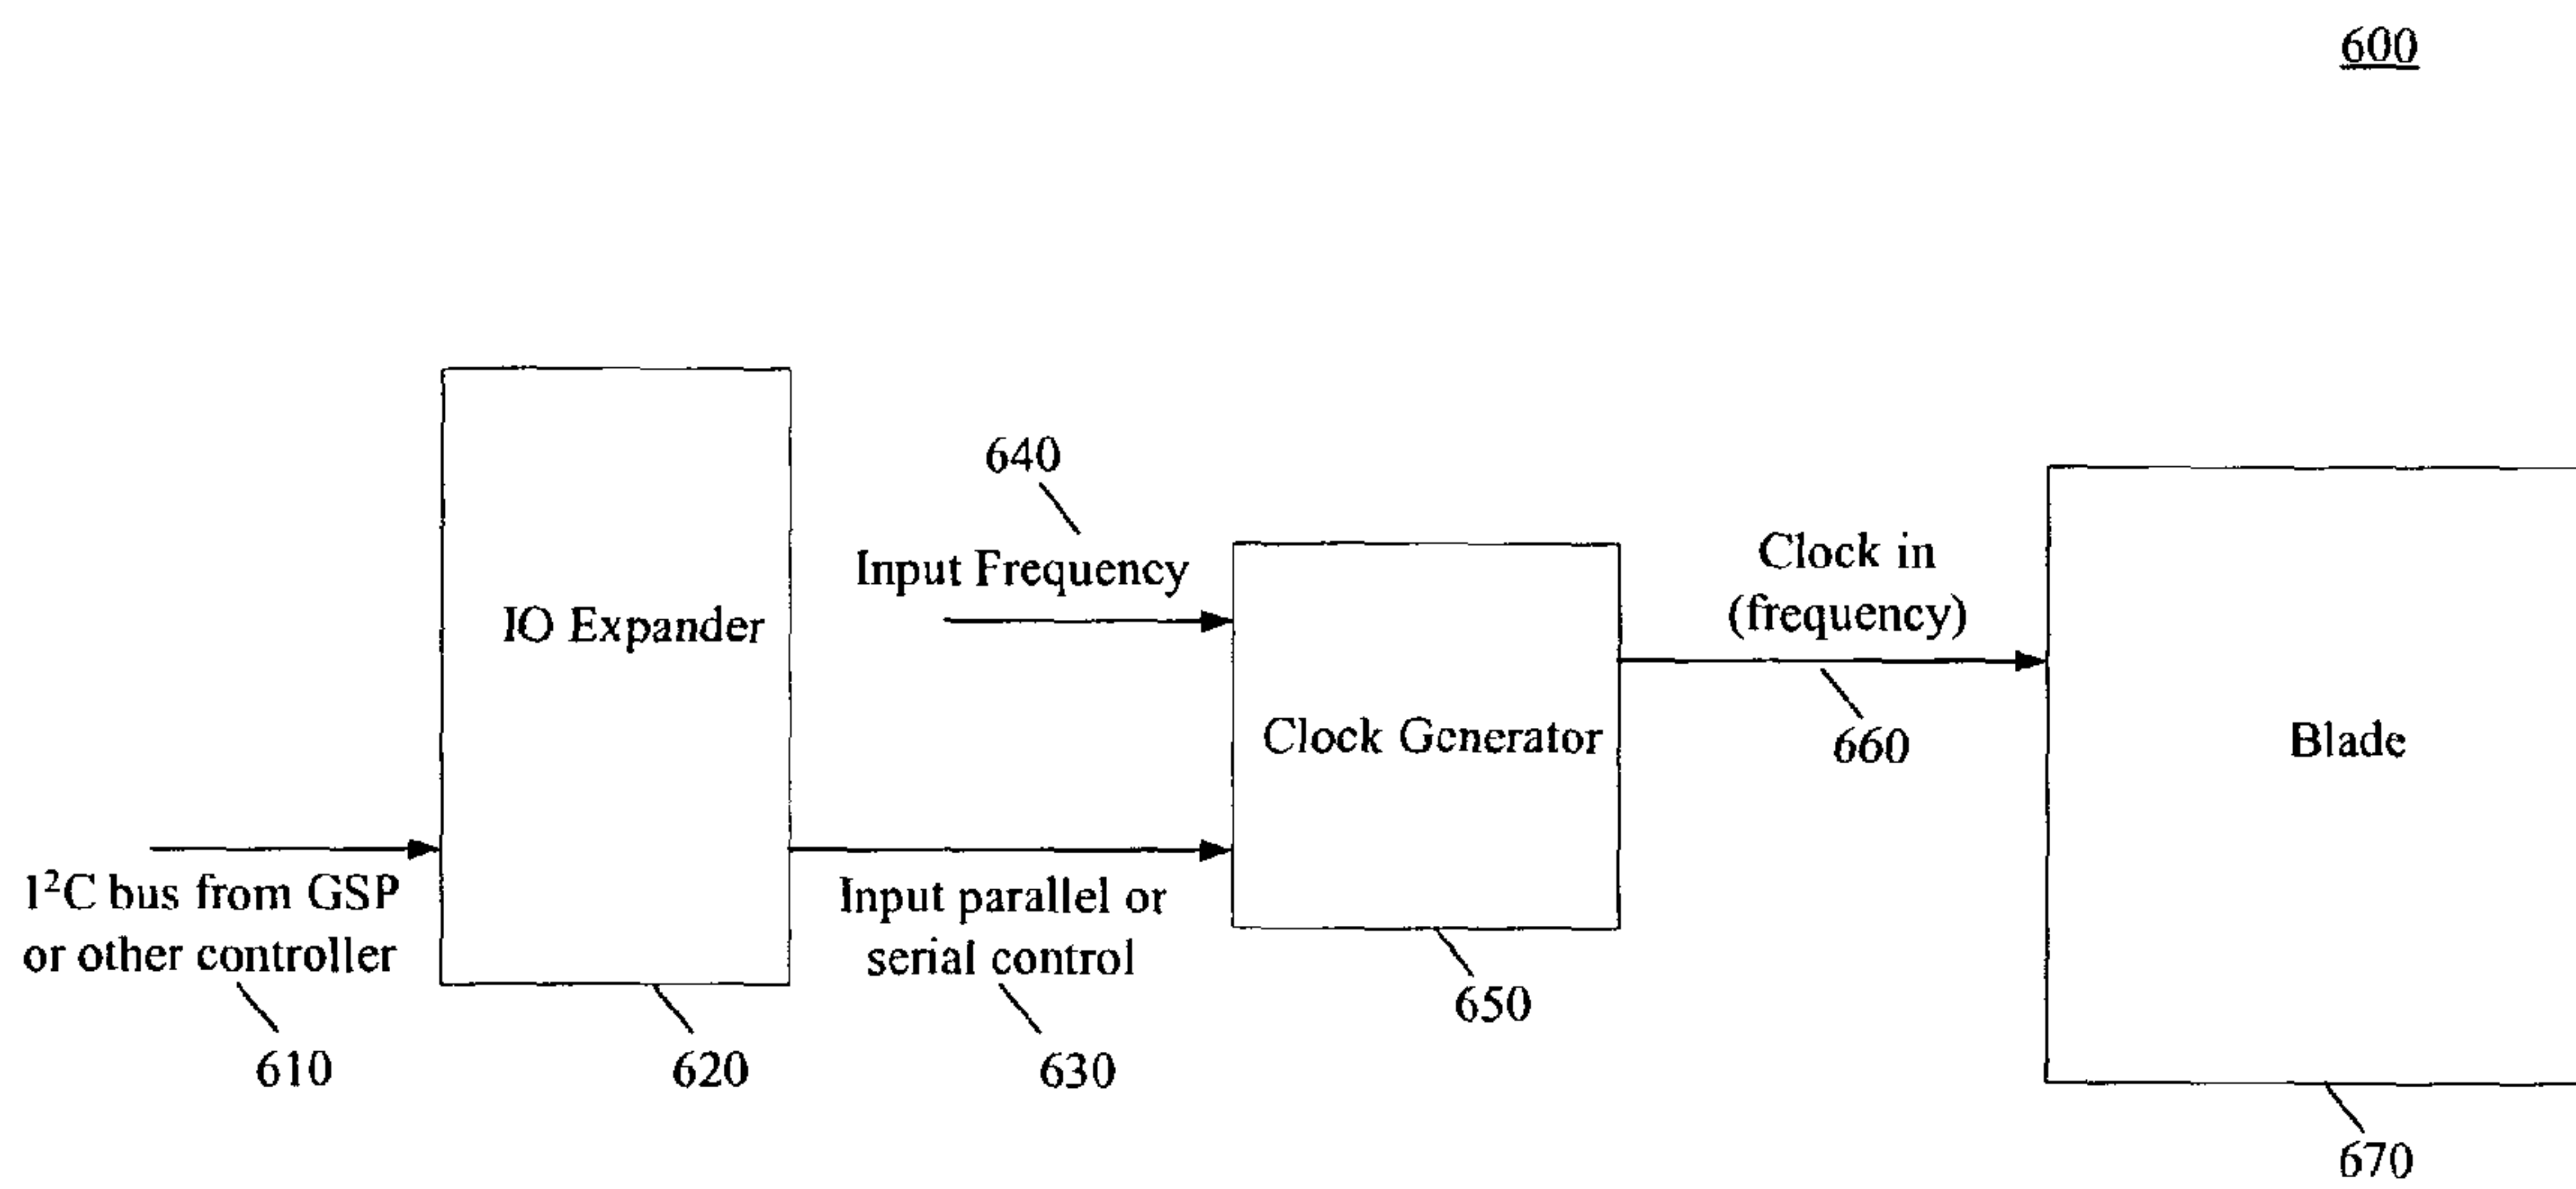 600
640
Input Frequency
Clock in
(frequency)
IO Expander
Clock Generator
660
Blade
I²C bus from GSP
or other controller
Input parallel or
serial control
650
610
620
630
670